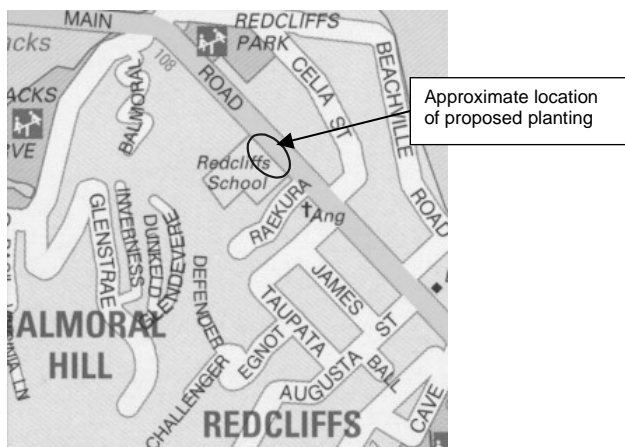 MAIN
ROAD
REDCLIFFS
PARK
acks
108
CELIA ST
BEACHVILLE
ROAD
Approximate location
of proposed planting
ACKS
RVE
BALMORAL
Redcliffs
School
RAEKURA
Ang
GLENSTRAE
INVERNESS
DUNKELD
GLENDEVERE
DEFENDER
JAMES
ST
TAUPATA
EGNOT
CHALLENGER
AUGUSTA
BALL
CAVE
ALMORAL
HILL
NIA LN
REDCLIFFS